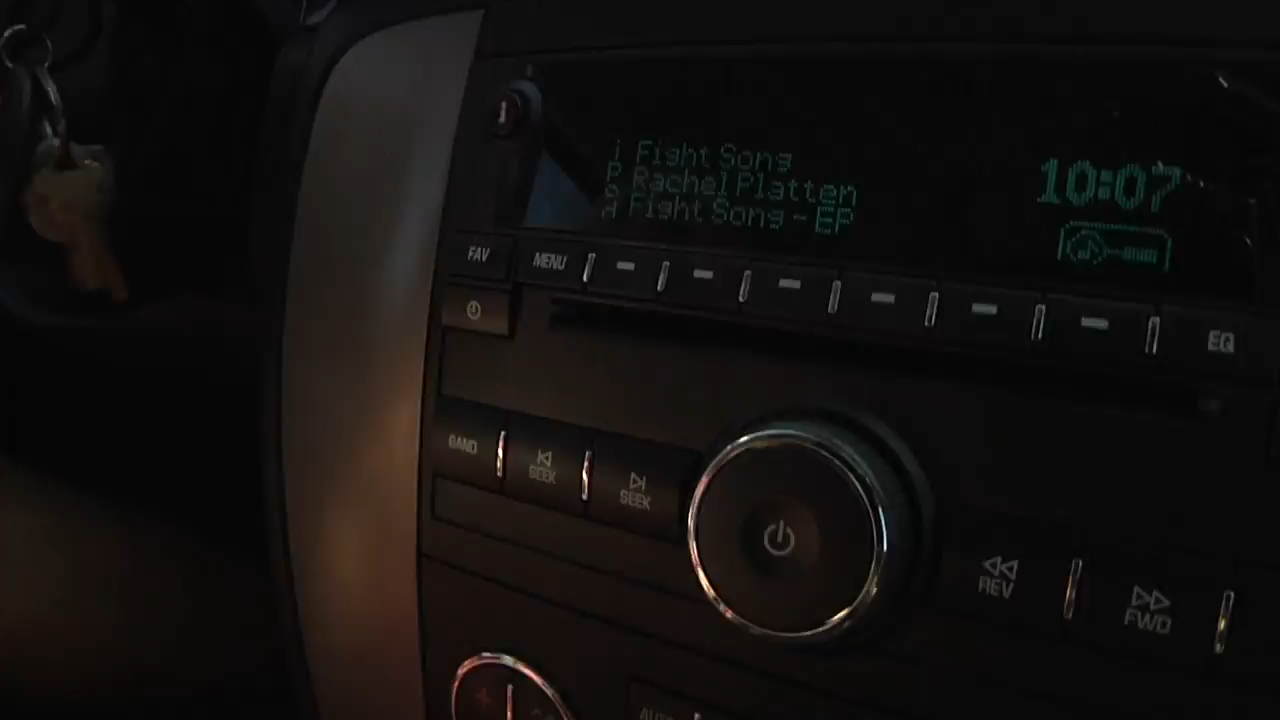 Fight Song
Rachel Platten
Fight Song - EP
10:07
FAV
MENU
EQ
BAND
SEEK
SEEK
REV
FWD